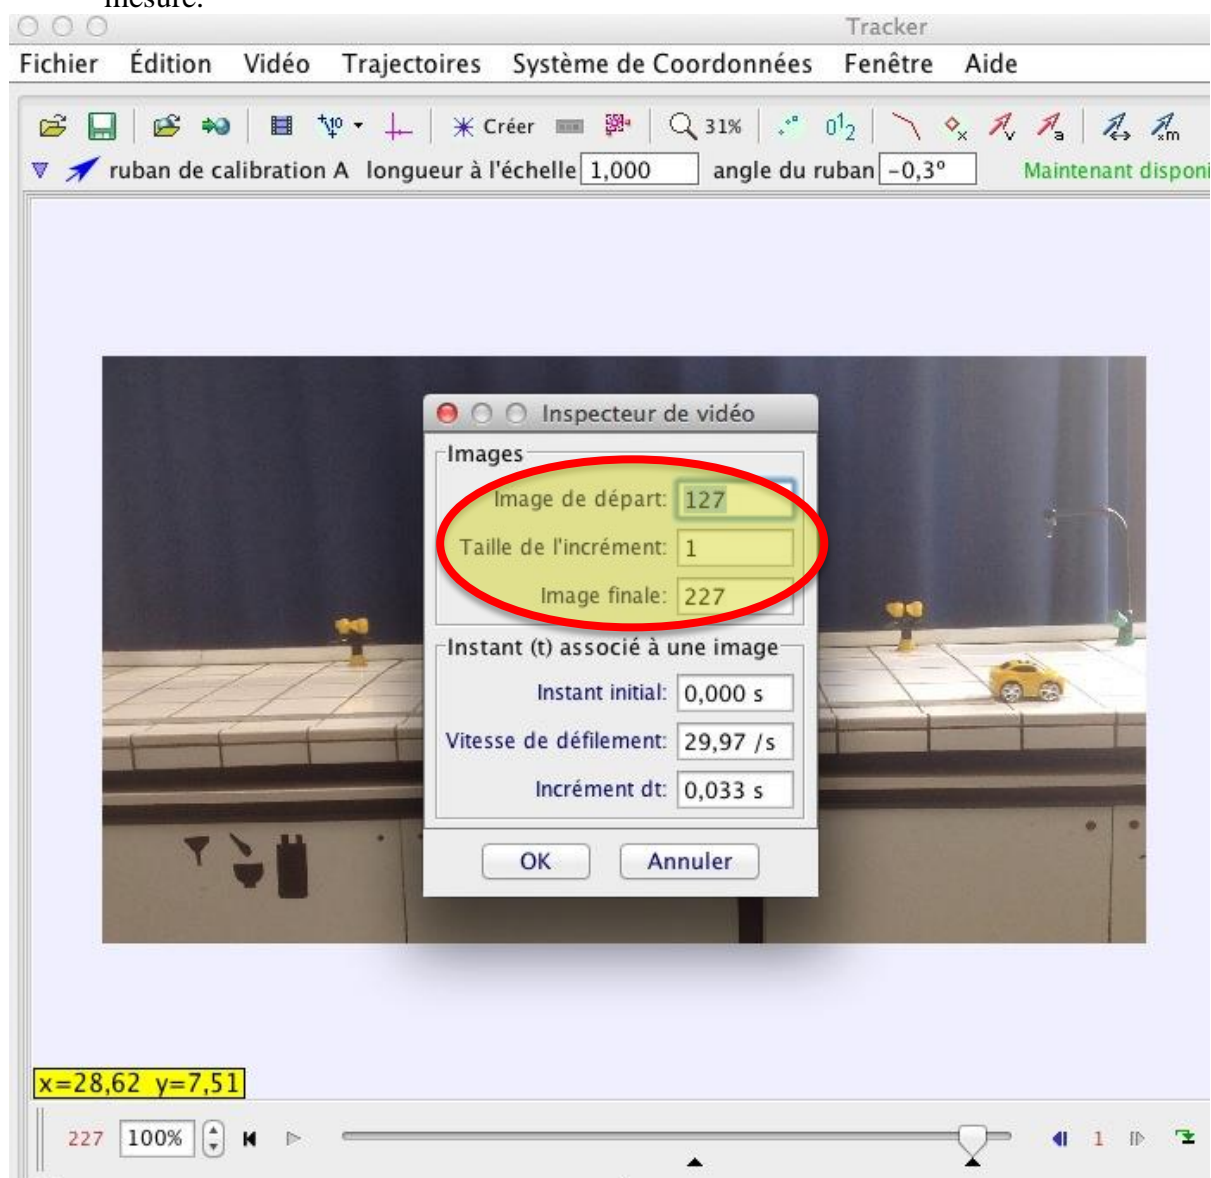 mesure.
Tracker
Fichier Édition Vidéo Trajectoires Système de Coordonnées Fenêtre Aide
Créer 31%
ruban de calibration A longueur à l'échelle 1,000 angle du ruban -0,3° Maintenant disponi
Inspecteur de vidéo
Images
Image de départ: 127
Taille de l'incrément: 1
Image finale: 227
Instant (t) associé à une image
Instant initial: 0,000 s
Vitesse de défilement: 29,97 /s
Incrément dt: 0,033 s
OK Annuler
x=28,62 y=7,51
227 100% 1